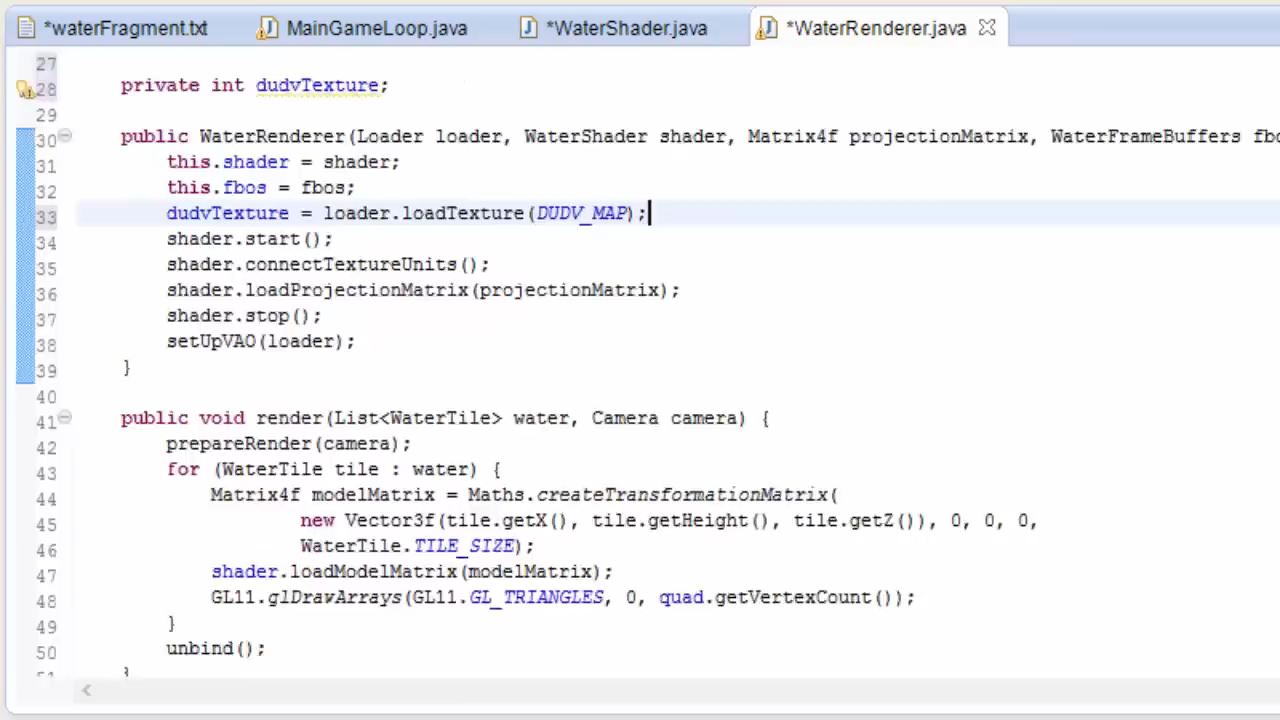 *waterFragment.txt MainGameLoop.java *WaterShader.java *WaterRenderer.java
27
28 private int dudvTexture;
29
30 public WaterRenderer(Loader loader, WaterShader shader, Matrix4f projectionMatrix, WaterFrameBuffers fbo
31 this.shader = shader;
32 this.fbos = fbos;
33 dudvTexture = loader.loadTexture(DUDV_MAP);
34 shader.start();
35 shader.connectTextureUnits();
36 shader.loadProjectionMatrix(projectionMatrix);
37 shader.stop();
38 setUpVAO(loader);
39 }
40
41 public void render(List<WaterTile> water, Camera camera) {
42 prepareRender(camera);
43 for (WaterTile tile : water) {
44 Matrix4f modelMatrix = Maths.createTransformationMatrix(
45 new Vector3f(tile.getX(), tile.getHeight(), tile.getZ()), 0, 0, 0,
46 WaterTile.TILE_SIZE);
47 shader.loadModelMatrix(modelMatrix);
48 GL11.glDrawArrays(GL11.GL_TRIANGLES, 0, quad.getVertexCount());
49 }
50 unbind();
51 }